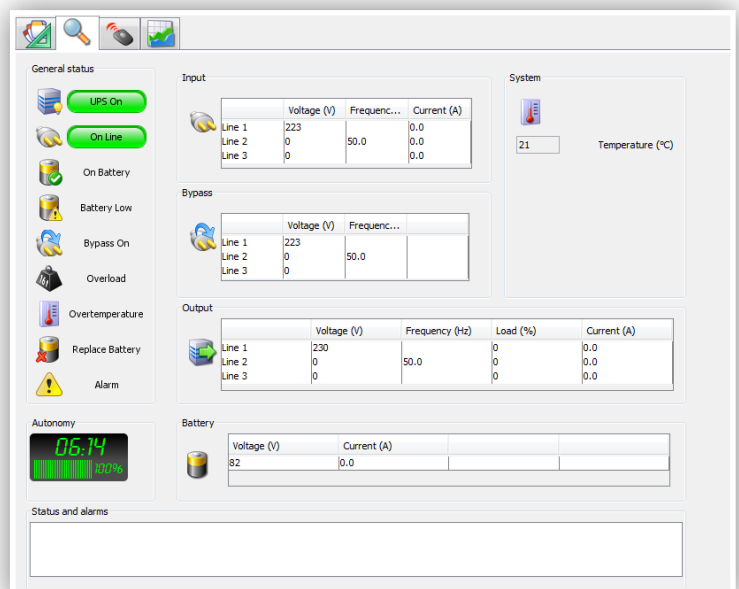 General status
UPS On
On Line
On Battery
Battery Low
Bypass On
16t
Overload
Overtemperature
Replace Battery
Alarm
Autonomy
06:14
100%
Input
Voltage (V) Frequenc... Current (A)
Line 1 223 0.0
Line 2 0 50.0 0.0
Line 3 0 0.0
Bypass
Voltage (V) Frequenc...
Line 1 223
Line 2 0 50.0
Line 3 0
System
21 Temperature (°C)
Output
Voltage (V) Frequency (Hz) Load (%) Current (A)
Line 1 230 0 0.0
Line 2 0 50.0 0 0.0
Line 3 0 0 0.0
Battery
Voltage (V) Current (A)
82 0.0
Status and alarms